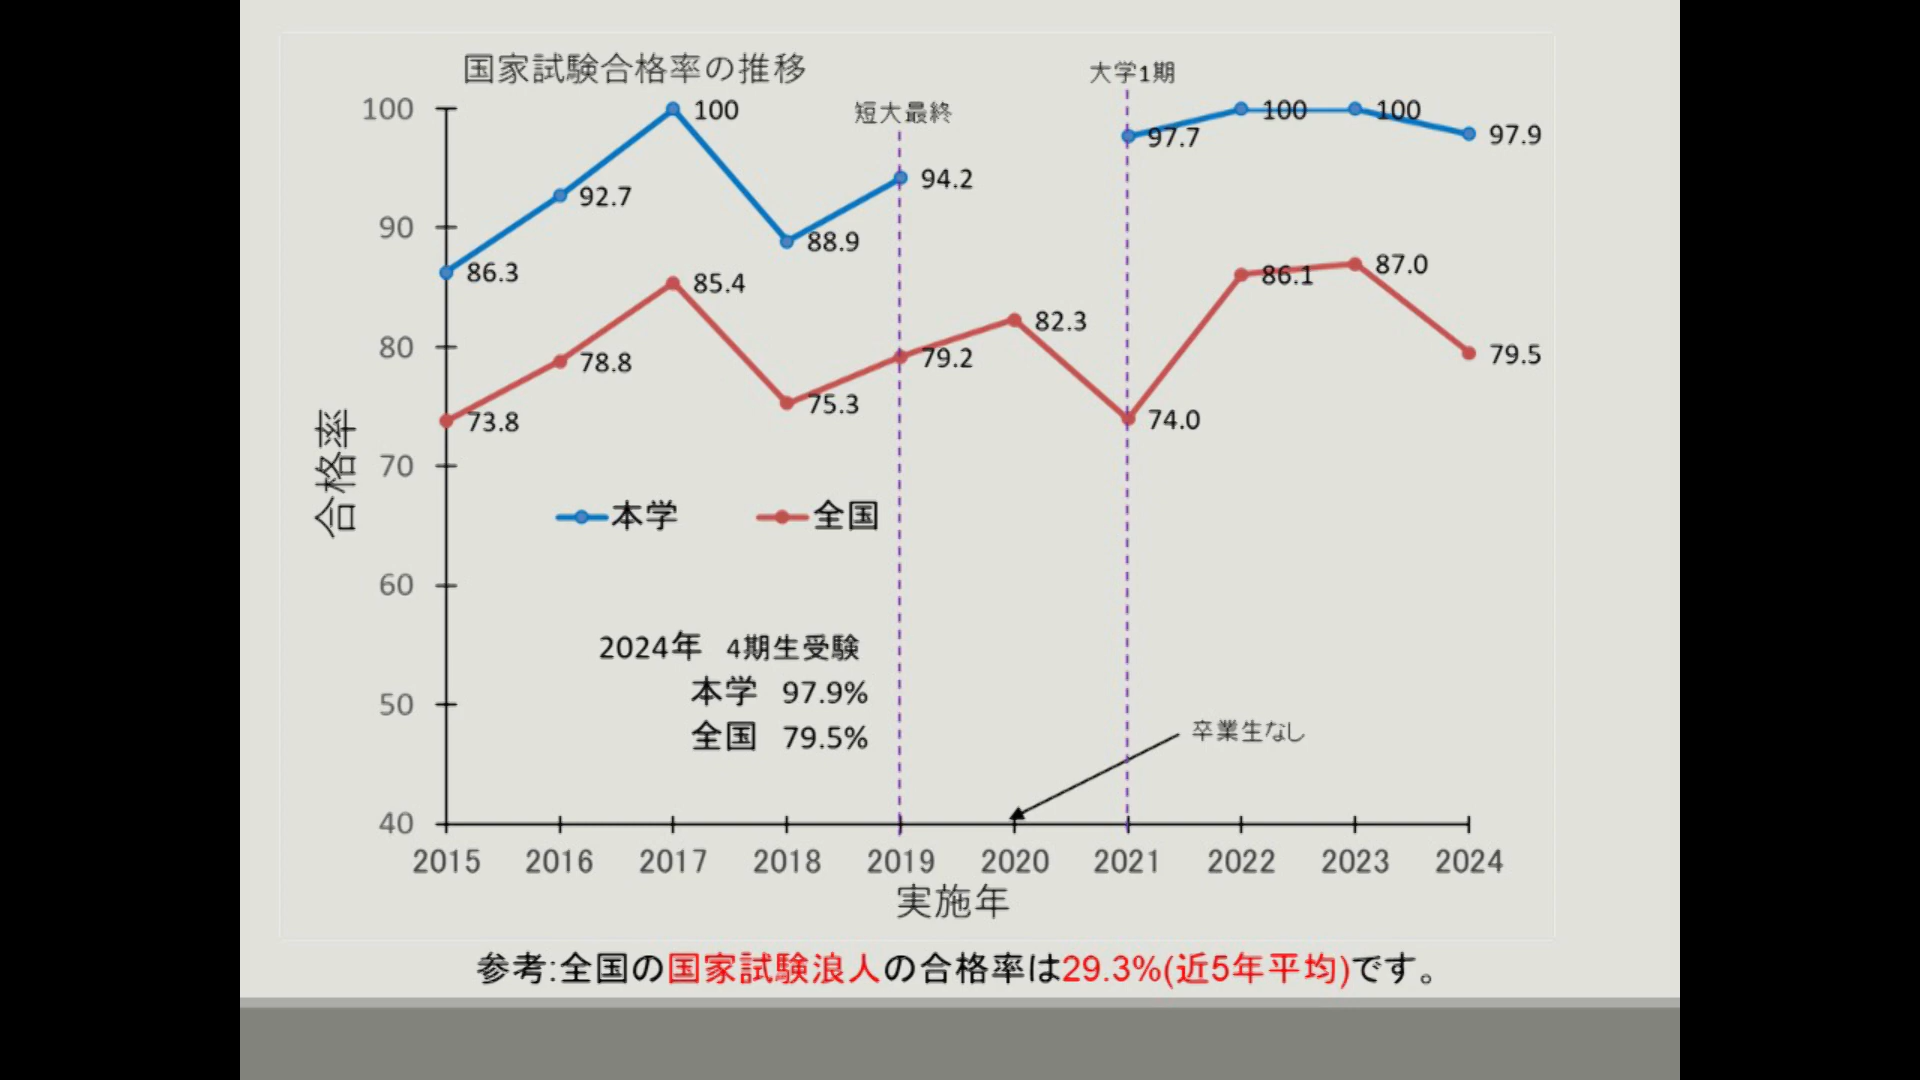 国家試験合格率の推移
大学1期
短大最終
100
90
80
70
60
50
40
合格率
86.3
92.7
100
88.9
94.2
97.7
100
100
97.9
73.8
78.8
85.4
75.3
79.2
82.3
74.0
86.1
87.0
79.5
本学 全国
2024年 4期生受験
本学 97.9%
全国 79.5%
卒業生なし
2015 2016 2017 2018 2019 2020 2021 2022 2023 2024
実施年
参考:全国の国家試験浪人の合格率は29.3%(近5年平均)です。